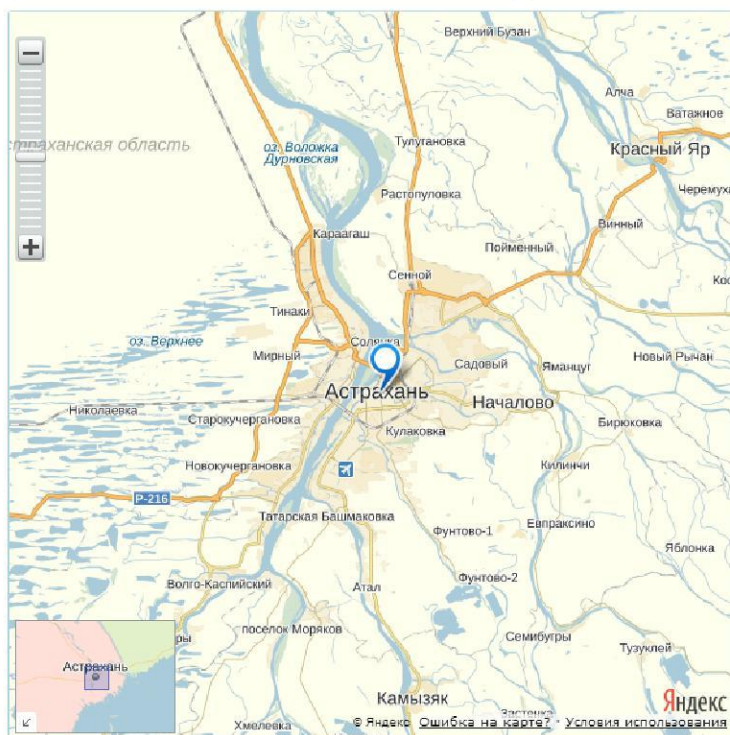 Верхний Бузан
Алча
Ватажное
страханская область
оз. Воложка
Дурновская
Тулугановка
Красный Яр
Растопуловка
Черемуха
Винный
Караагаш
Пойменный
Сенной
Кос
Тинаки
оз. Верхнее
Солянка
Мирный
Садовый
Яманцуг
Новый Рычан
Астрахань
Началово
Николаевка
Старокучергановка
Бирюковка
Кулаковка
Новокучергановка
Килинчи
Р-216
Татарская Башмаковка
Евпраксино
Фунтово-1
Яблонка
Волго-Каспийский
Атал
Фунтово-2
поселок Моряков
Семибугры
ры
Тузуклей
Астрахань
Камызяк
Яндекс
Застенка
© Яндекс Ошибка на карте? · Условия использования
Хмелевка